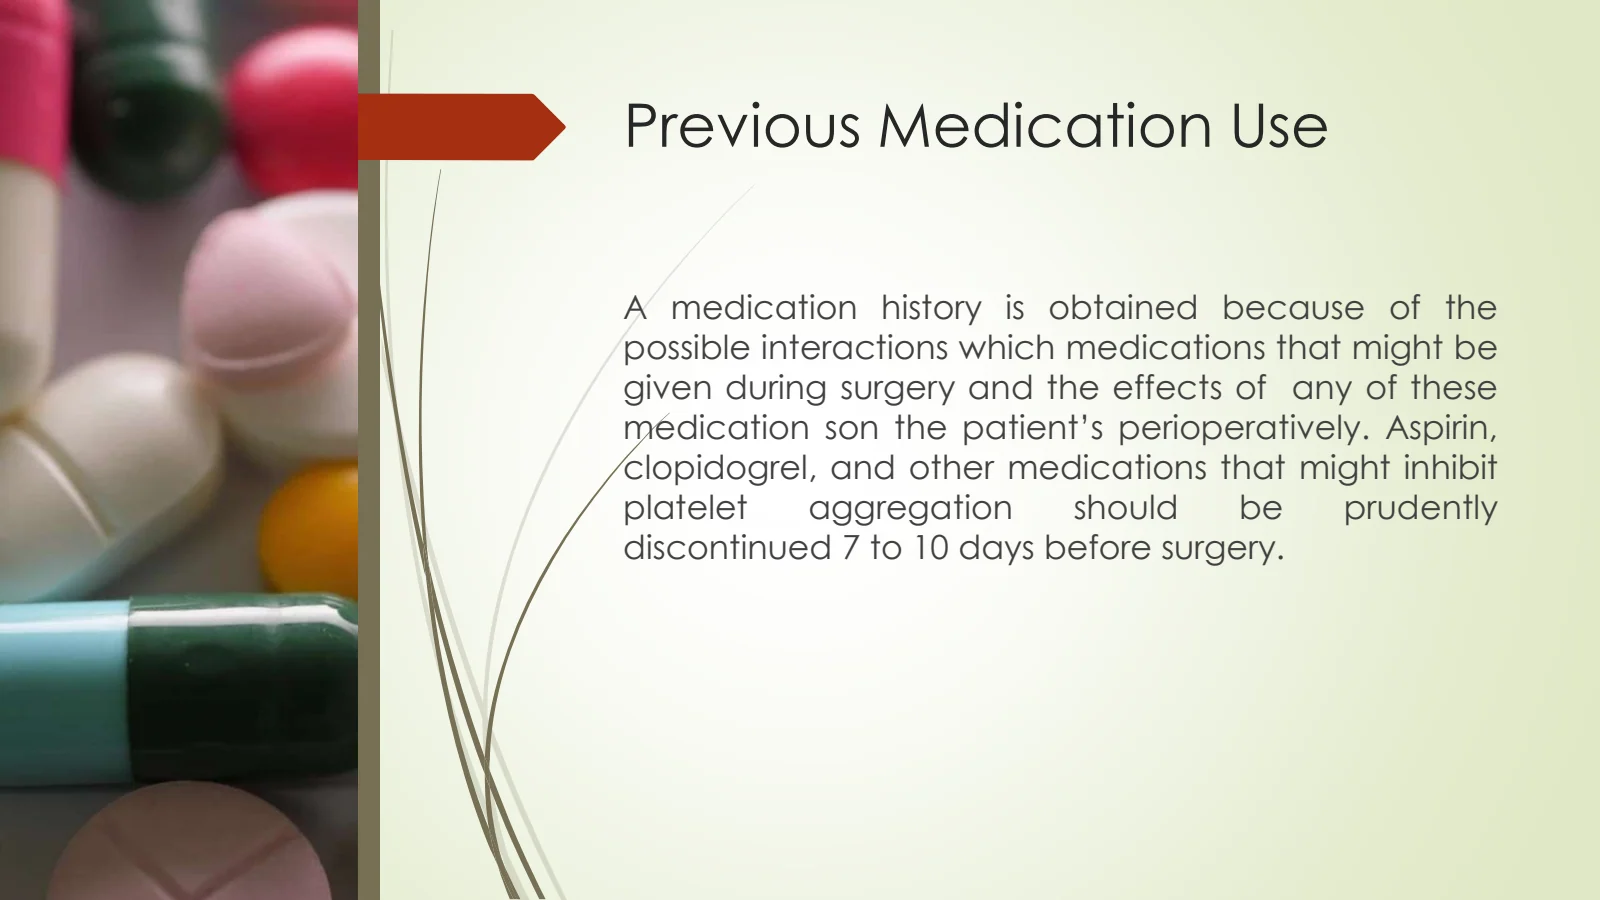 Previous Medication Use
A medication history is obtained because of the
possible interactions which medications that might be
given during surgery and the effects of any of these
medication son the patient’s perioperatively. Aspirin,
clopidogrel, and other medications that might inhibit
platelet aggregation should be prudently
discontinued 7 to 10 days before surgery.